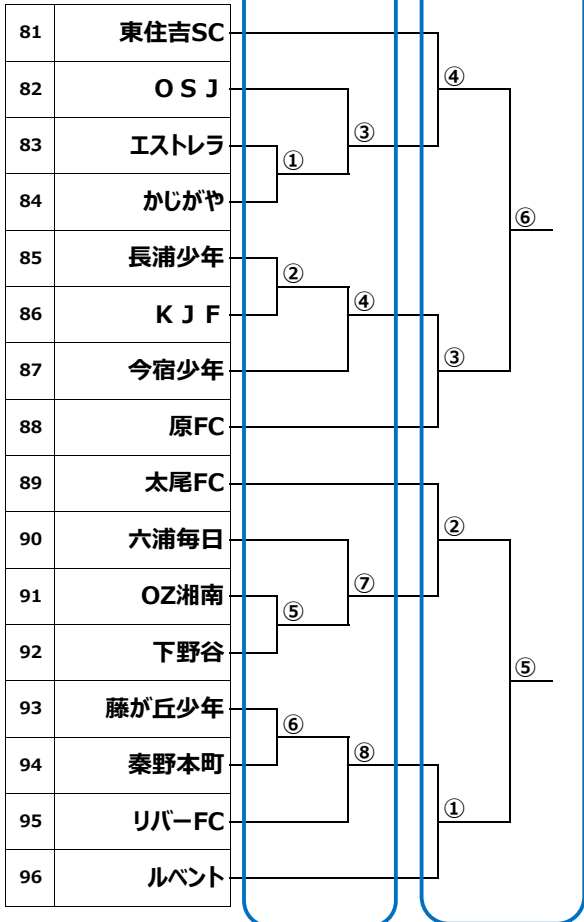 81 東住吉SC
④
82 ＯＳＪ
③
83 エストレラ
①
84 かじがや
⑥
85 長浦少年
②
86 ＫＪＦ
④
87 今宿少年
③
88 原FC
89 太尾FC
②
90 六浦毎日
⑦
91 OZ湘南
⑤
92 下野谷
⑤
93 藤が丘少年
⑥
94 秦野本町
⑧
95 リバーFC
①
96 ルベント